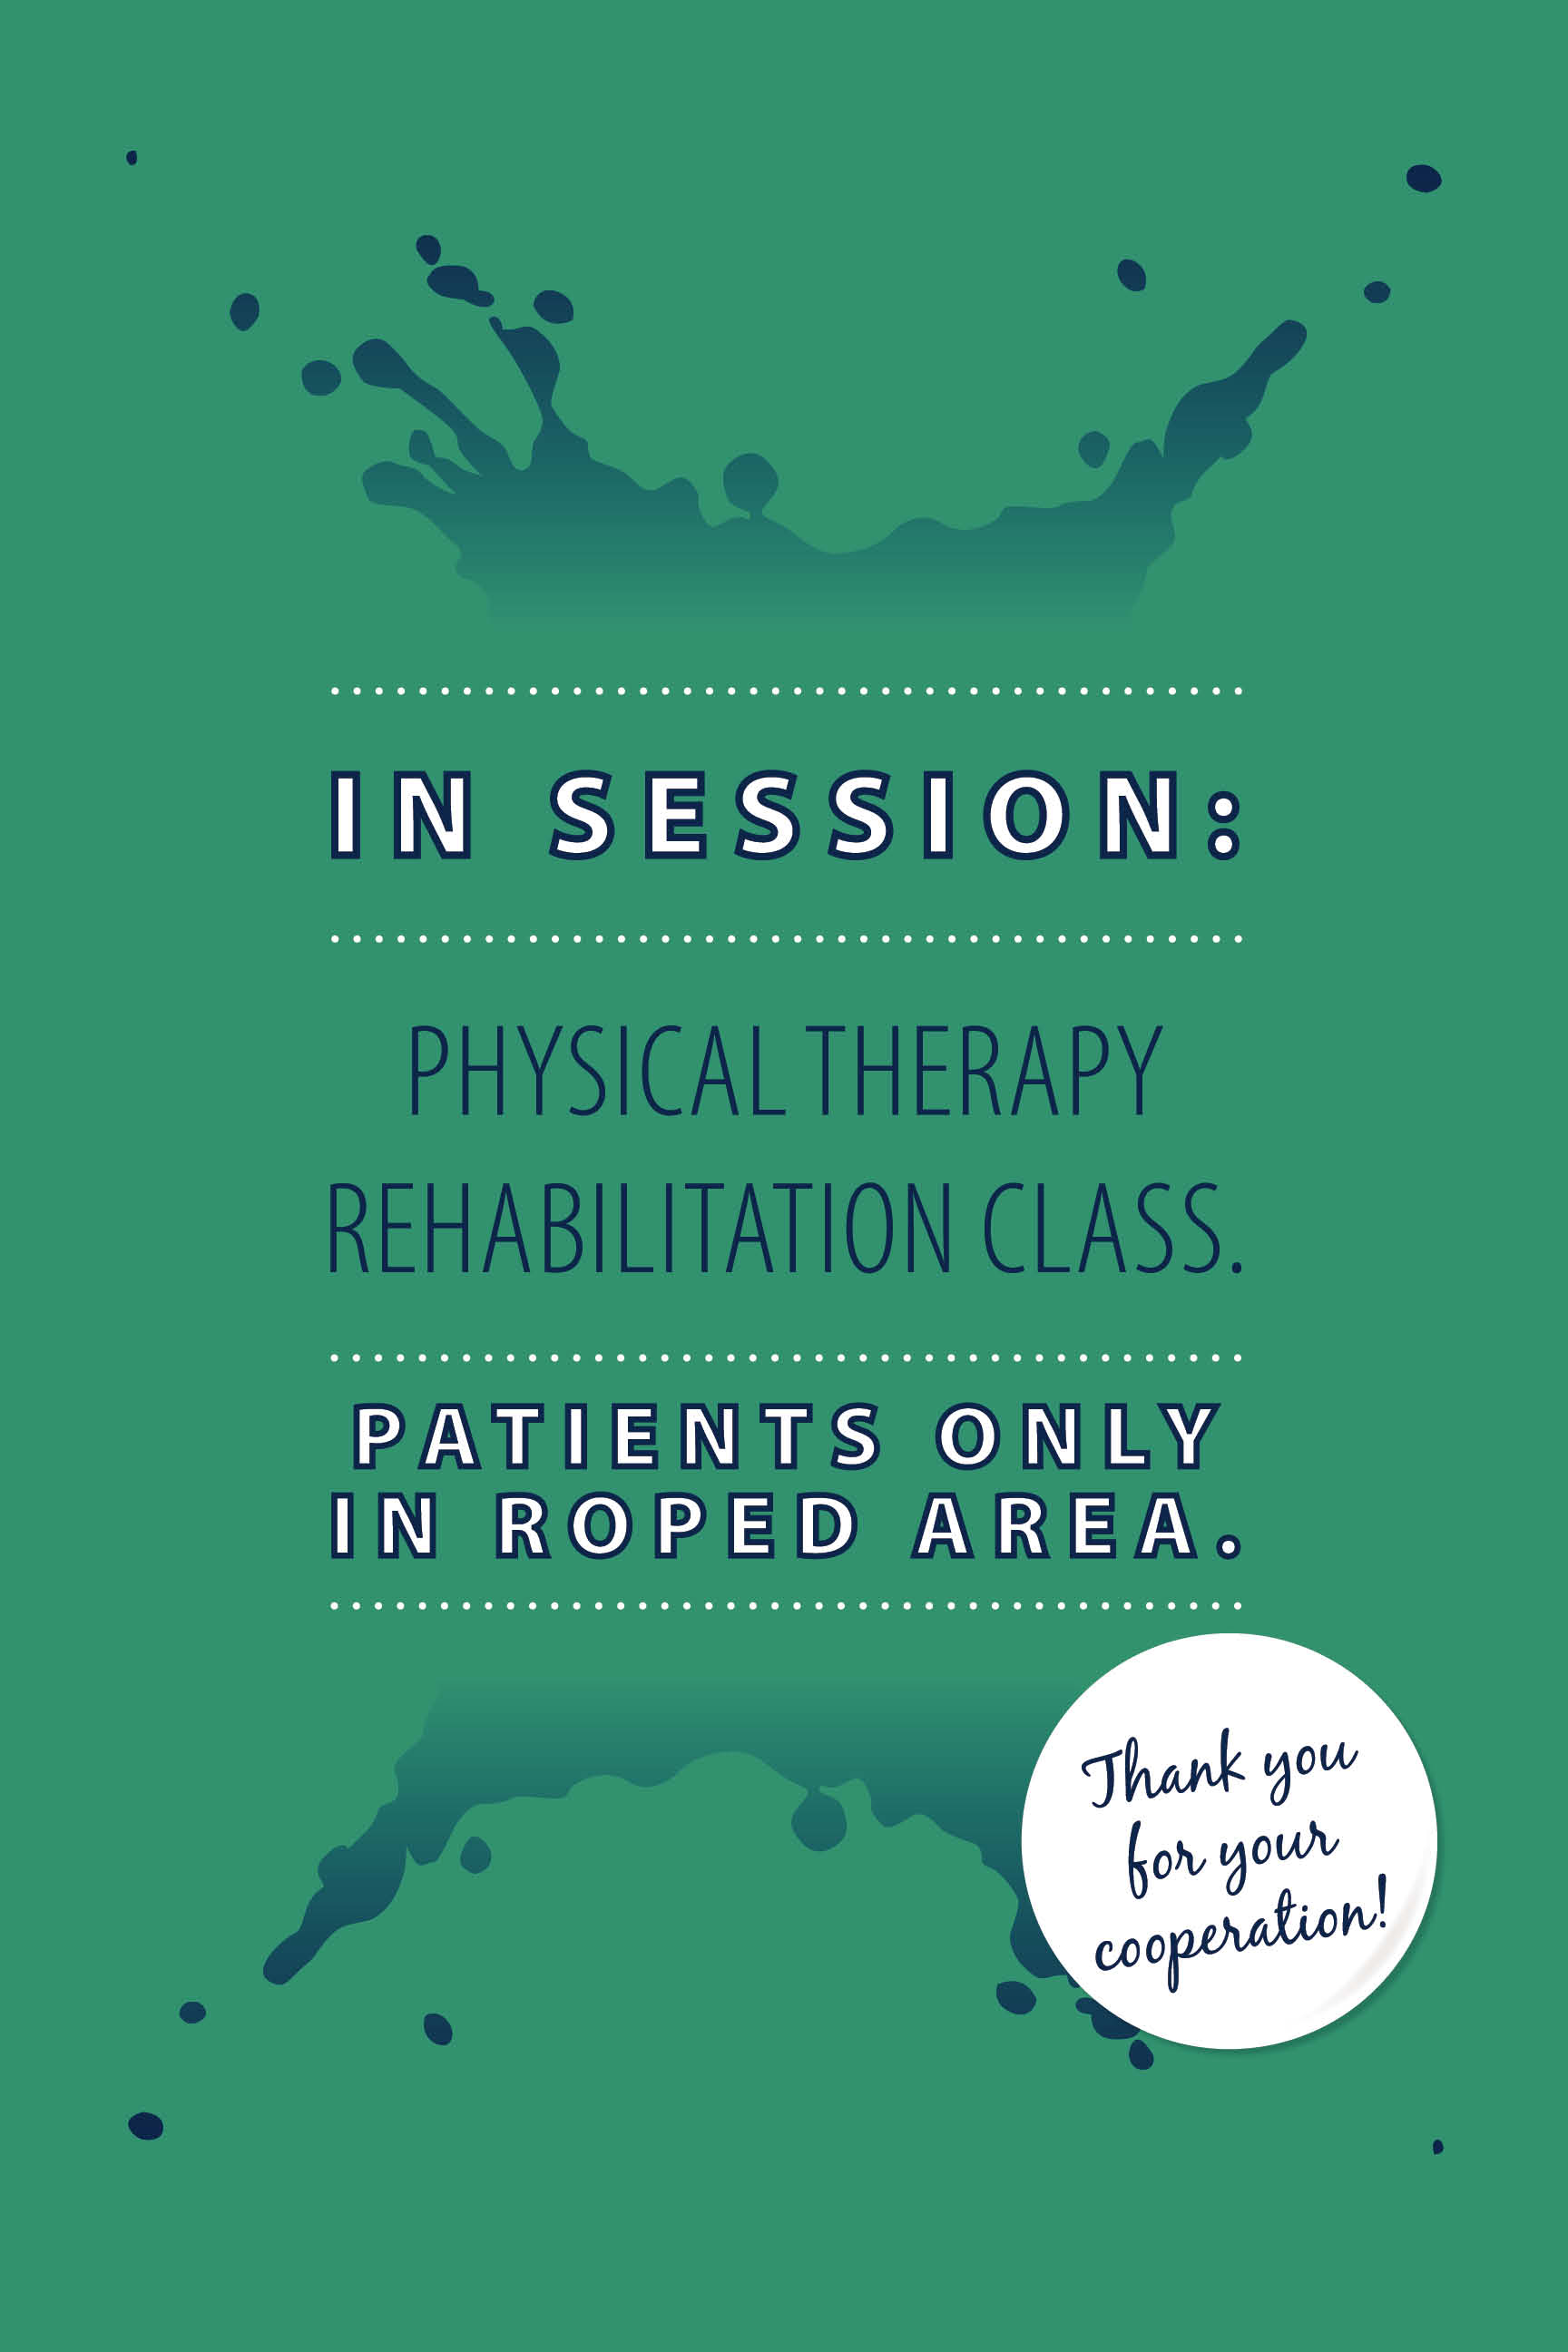 IN SESSION:
PHYSICAL THERAPY
REHABILITATION CLASS.
PATIENTS ONLY
IN ROPED AREA.
Thank you
for your
cooperation!